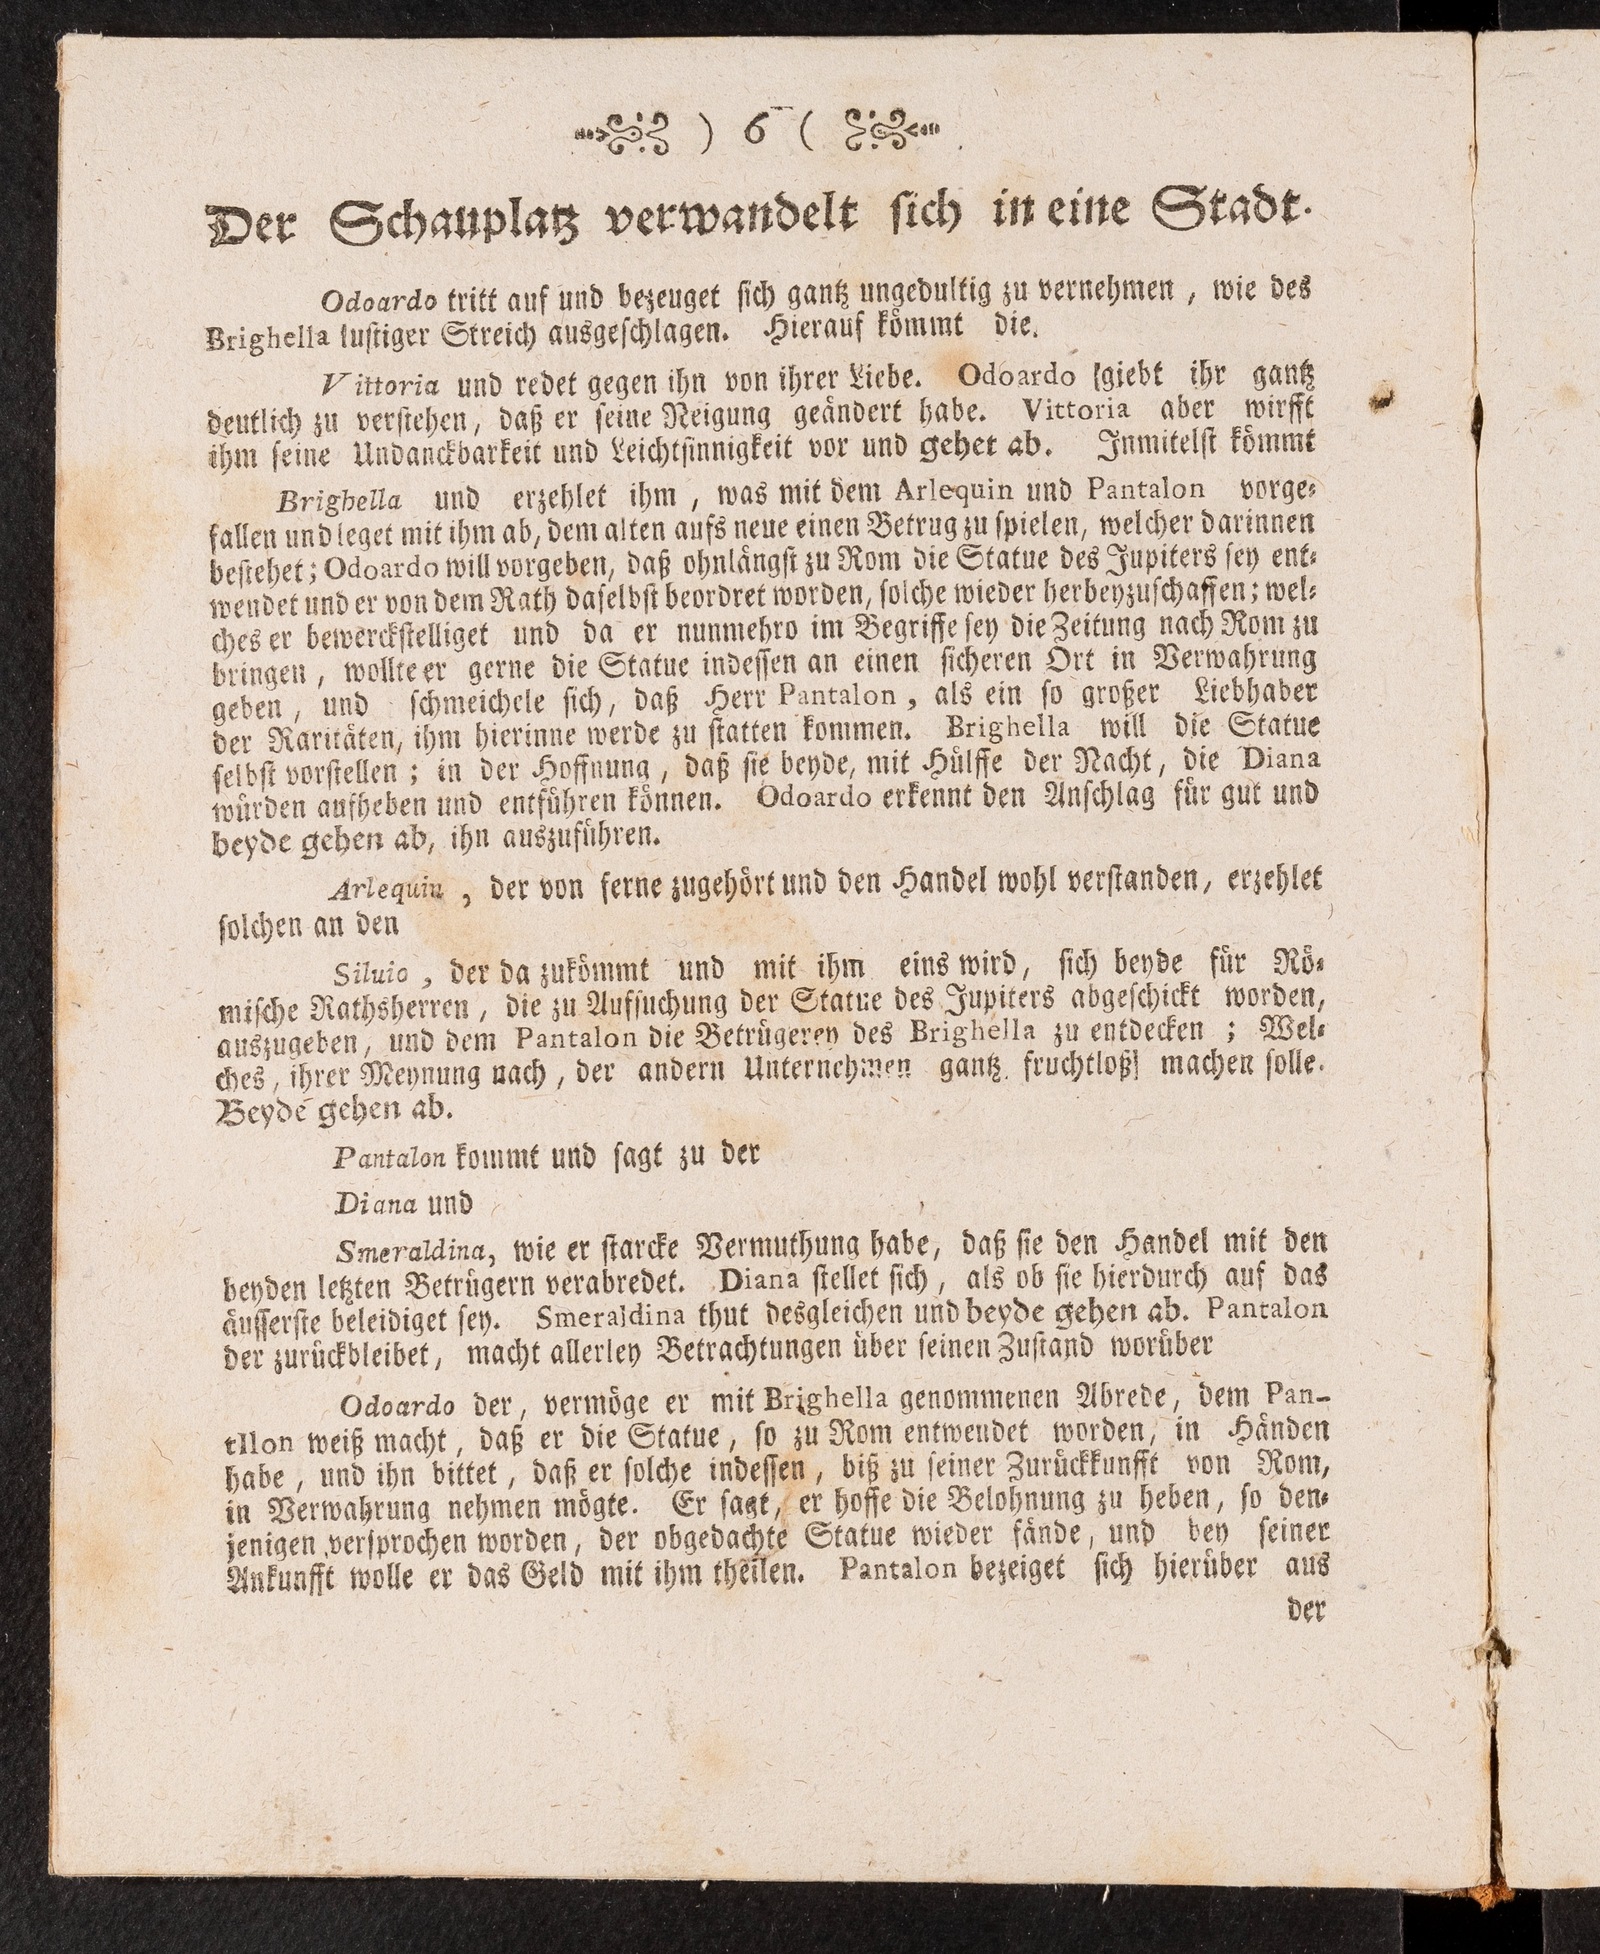 ) 6 (
Der Schauplatz verwandelt sich in eine Stadt.
Odoardo tritt auf und bezeuget sich gantz ungedultig zu vernehmen, wie des
Brighella lustiger Streich ausgeschlagen. Hierauf kömmt die.
Vittoria und redet gegen ihn von ihrer Liebe. Odoardo giebt ihr gantz
deutlich zu verstehen, daß er seine Neigung geändert habe. Vittoria aber wirfft
ihm seine Undanckbarkeit und Leichtsinnigkeit vor und gehet ab. Inmitelst kömmt
Brighella und erzehlet ihm, was mit dem Arlequin und Pantalon vorge-
fallen und leget mit ihm ab, dem alten aufs neue einen Betrug zu spielen, welcher darinnen
bestehet; Odoardo will vorgeben, daß ohnlängst zu Rom die Statue des Jupiters sey ent-
wendet und er von dem Rath daselbst beordret worden, solche wieder herbeyzuschaffen; wel-
ches er bewerckstelliget und da er nunmehro im Begriffe sey die Zeitung nach Rom zu
bringen, wollte er gerne die Statue indessen an einen sicheren Ort in Verwahrung
geben, und schmeichele sich, daß Herr Pantalon, als ein so großer Liebhaber
der Raritäten, ihm hierinne werde zu statten kommen. Brighella will die Statue
selbst vorstellen; in der Hoffnung, daß sie beyde, mit Hülffe der Nacht, die Diana
würden aufheben und entführen können. Odoardo erkennt den Anschlag für gut und
beyde gehen ab, ihn auszuführen.
Arlequin, der von ferne zugehört und den Handel wohl verstanden, erzehlet
solchen an den
Siluio, der da zukömmt und mit ihm eins wird, sich beyde für Rö-
mische Rathsherren, die zu Aufsuchung der Statue des Jupiters abgeschickt worden,
auszugeben, und dem Pantalon die Betrügerey des Brighella zu entdecken; Wel-
ches, ihrer Meynung nach, der andern Unternehmen gantz fruchtloß machen solle.
Beyde gehen ab.
Pantalon kommt und sagt zu der
Diana und
Smeraldina, wie er starcke Vermuthung habe, daß sie den Handel mit den
beyden letzten Betrügern verabredet. Diana stellet sich, als ob sie hierdurch auf das
äusserste beleidiget sey. Smeraldina thut desgleichen und beyde gehen ab. Pantalon
der zurückbleibet, macht allerley Betrachtungen über seinen Zustand worüber
Odoardo der, vermöge er mit Brighella genommenen Abrede, dem Pan-
tIlon weiß macht, daß er die Statue, so zu Rom entwendet worden, in Händen
habe, und ihn bittet, daß er solche indessen, biß zu seiner Zurückkunfft von Rom,
in Verwahrung nehmen mögte. Er sagt, er hoffe die Belohnung zu heben, so den-
jenigen versprochen worden, der obgedachte Statue wieder fände, und bey seiner
Ankunfft wolle er das Geld mit ihm theilen. Pantalon bezeiget sich hierüber aus
der